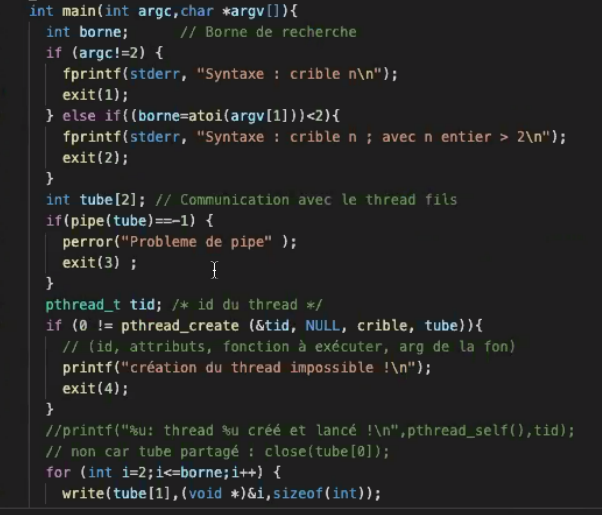 int main(int argc,char *argv[]){
int borne; // Borne de recherche
if (argc!=2) {
fprintf(stderr, "Syntaxe : crible n\n");
exit(1);
} else if((borne=atoi(argv[1]))<2){
fprintf(stderr, "Syntaxe : crible n ; avec n entier > 2\n");
exit(2);
}
int tube[2]; // Communication avec le thread fils
if(pipe(tube)==-1) {
perror("Probleme de pipe" );
exit(3) ;
}
pthread_t tid; /* id du thread */
if (0 != pthread_create (&tid, NULL, crible, tube)){
// (id, attributs, fonction à exécuter, arg de la fon)
printf("création du thread impossible !\n");
exit(4);
}
//printf("%u: thread %u créé et lancé !\n",pthread_self(),tid);
// non car tube partagé : close(tube[0]);
for (int i=2;i<=borne;i++) {
write(tube[1],(void *)&i,sizeof(int));